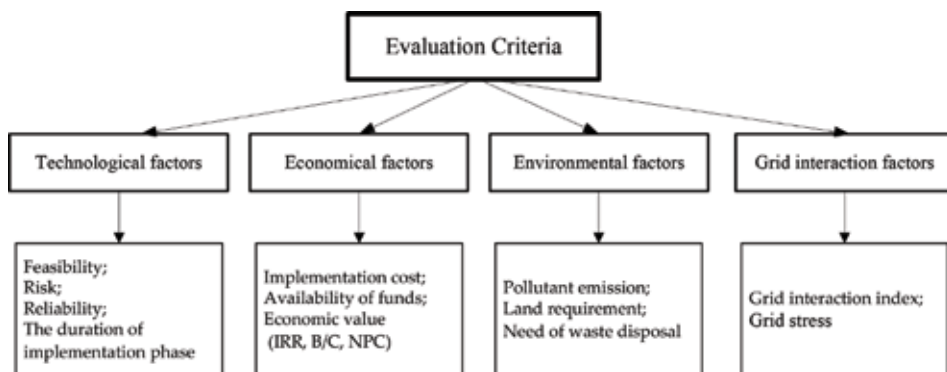 Evaluation Criteria
Technological factors
Economical factors
Environmental factors
Grid interaction factors
Feasibility;
Risk;
Reliability;
The duration of
implementation phase
Implementation cost;
Availability of funds;
Economic value
(IRR, B/C, NPC)
Pollutant emission;
Land requirement;
Need of waste disposal
Grid interaction index;
Grid stress